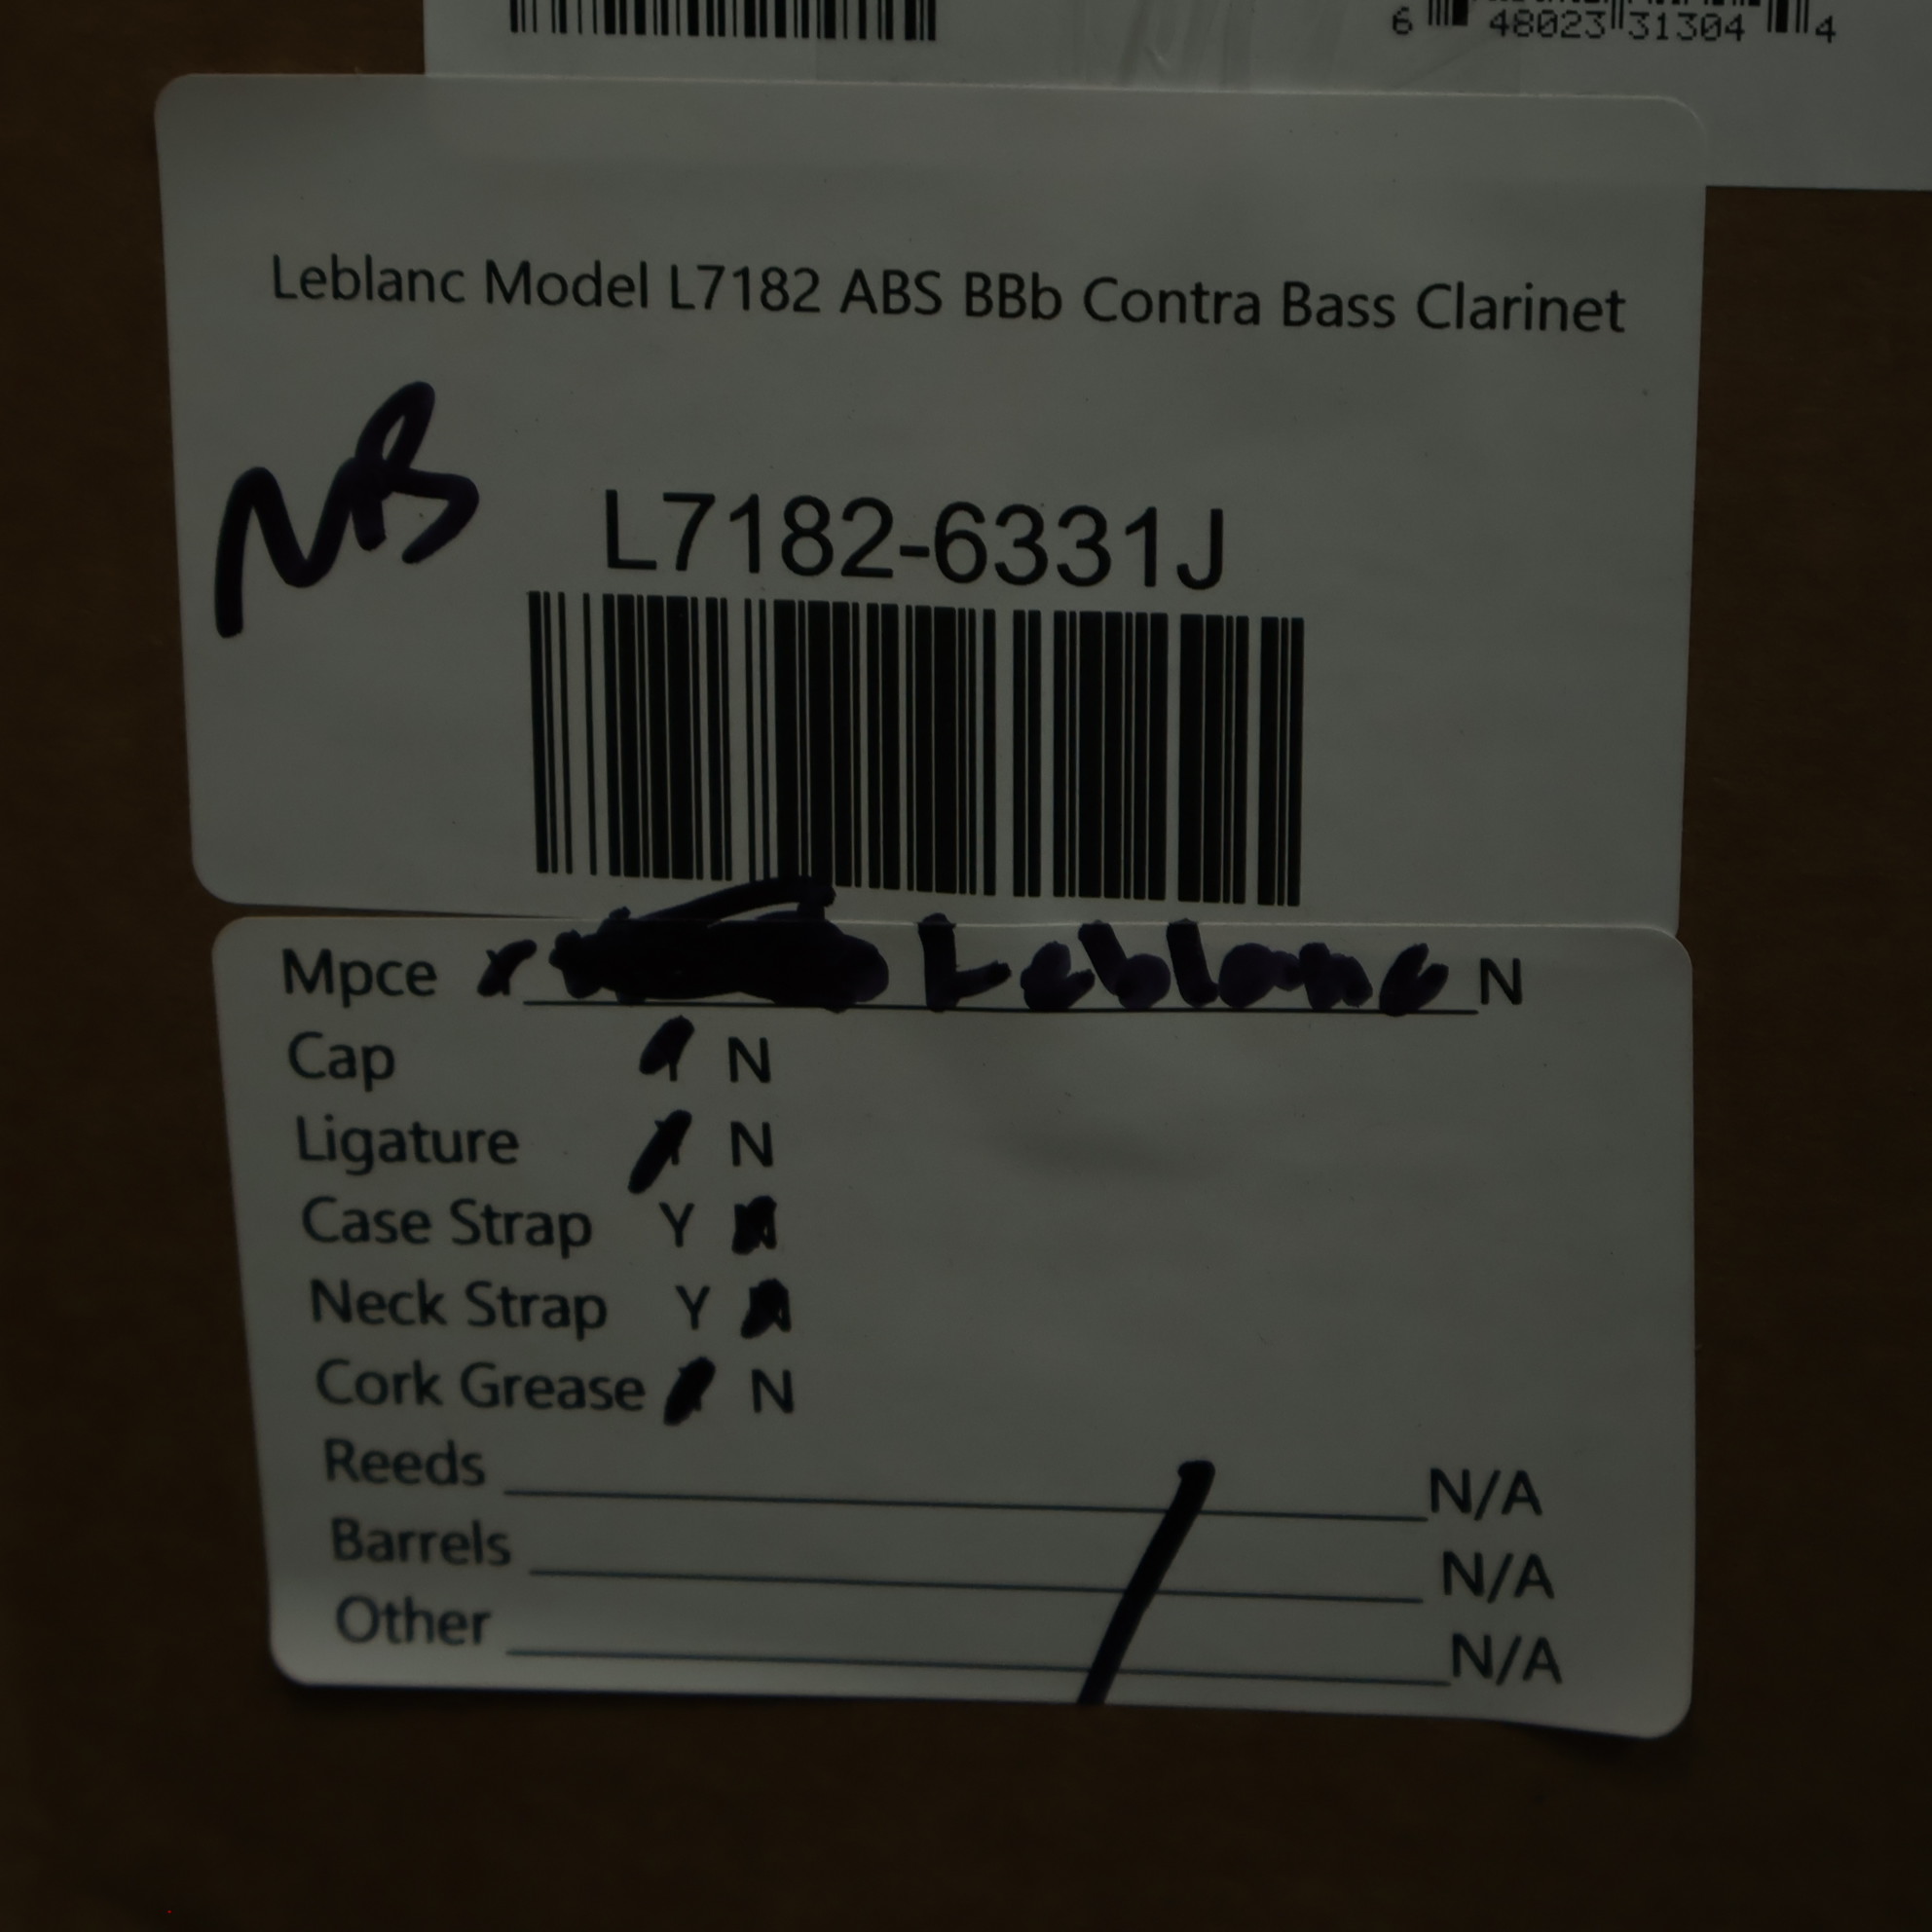 6 48023 31304 4
Leblanc Model L7182 ABS BBb Contra Bass Clarinet
L7182-6331J
Mpce Leblanc N
Cap Y N
Ligature Y N
Case Strap Y N
Neck Strap Y N
Cork Grease Y N
Reeds N/A
Barrels N/A
Other N/A